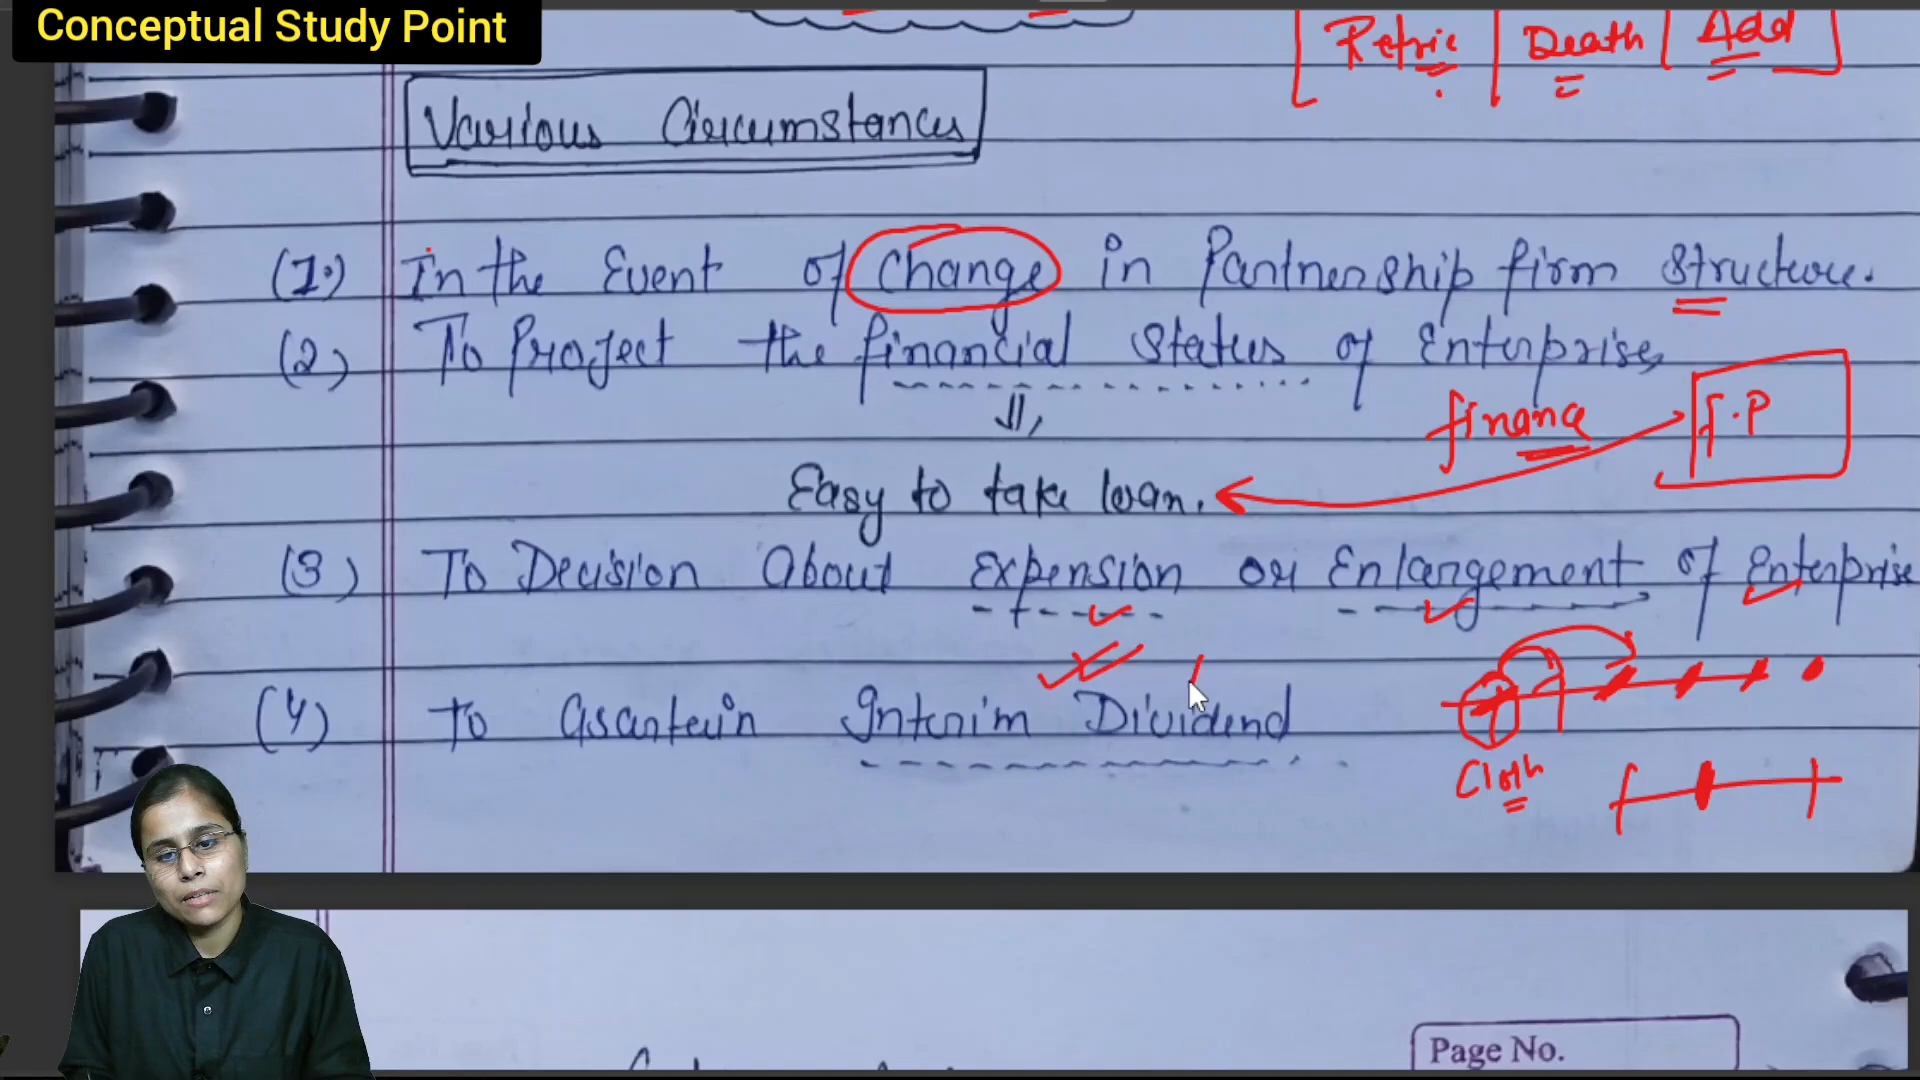 Conceptual Study Point
Retrie Death Add
Various Circumstances
(1.) In the Event of Change in Partnership firm Structure.
(2) To Project the financial Status of Enterprise,
finance f.P
Easy to take loan.
(3) To Decision About Expension or Enlargement of Enterprise
(4) To Asartein Interim Dividend
Cloth
Page No.